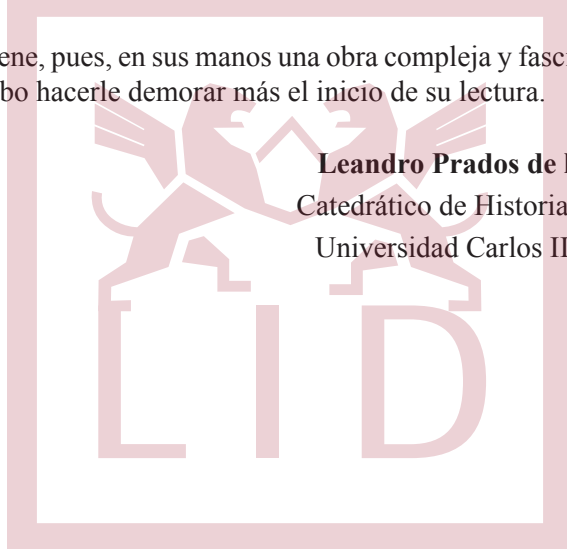 ene, pues, en sus manos una obra compleja y fasci
bo hacerle demorar más el inicio de su lectura.
Leandro Prados de l
Catedrático de Historia
Universidad Carlos II
LID